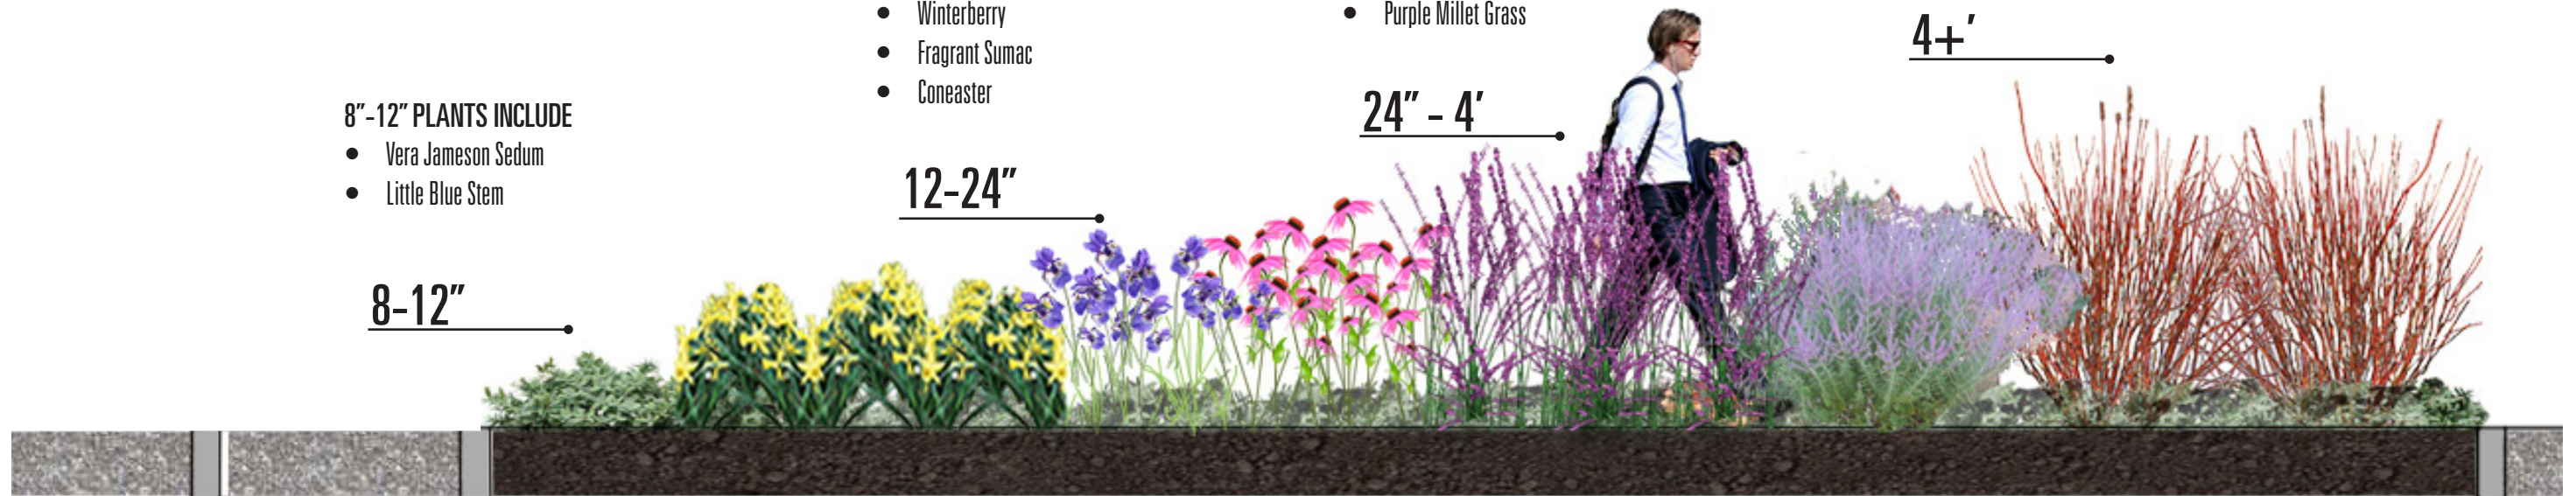 8"-12" PLANTS INCLUDE
• Vera Jameson Sedum
• Little Blue Stem
8-12"
• Winterberry
• Fragrant Sumac
• Coneaster
12-24"
• Purple Millet Grass
24" - 4'
4+'